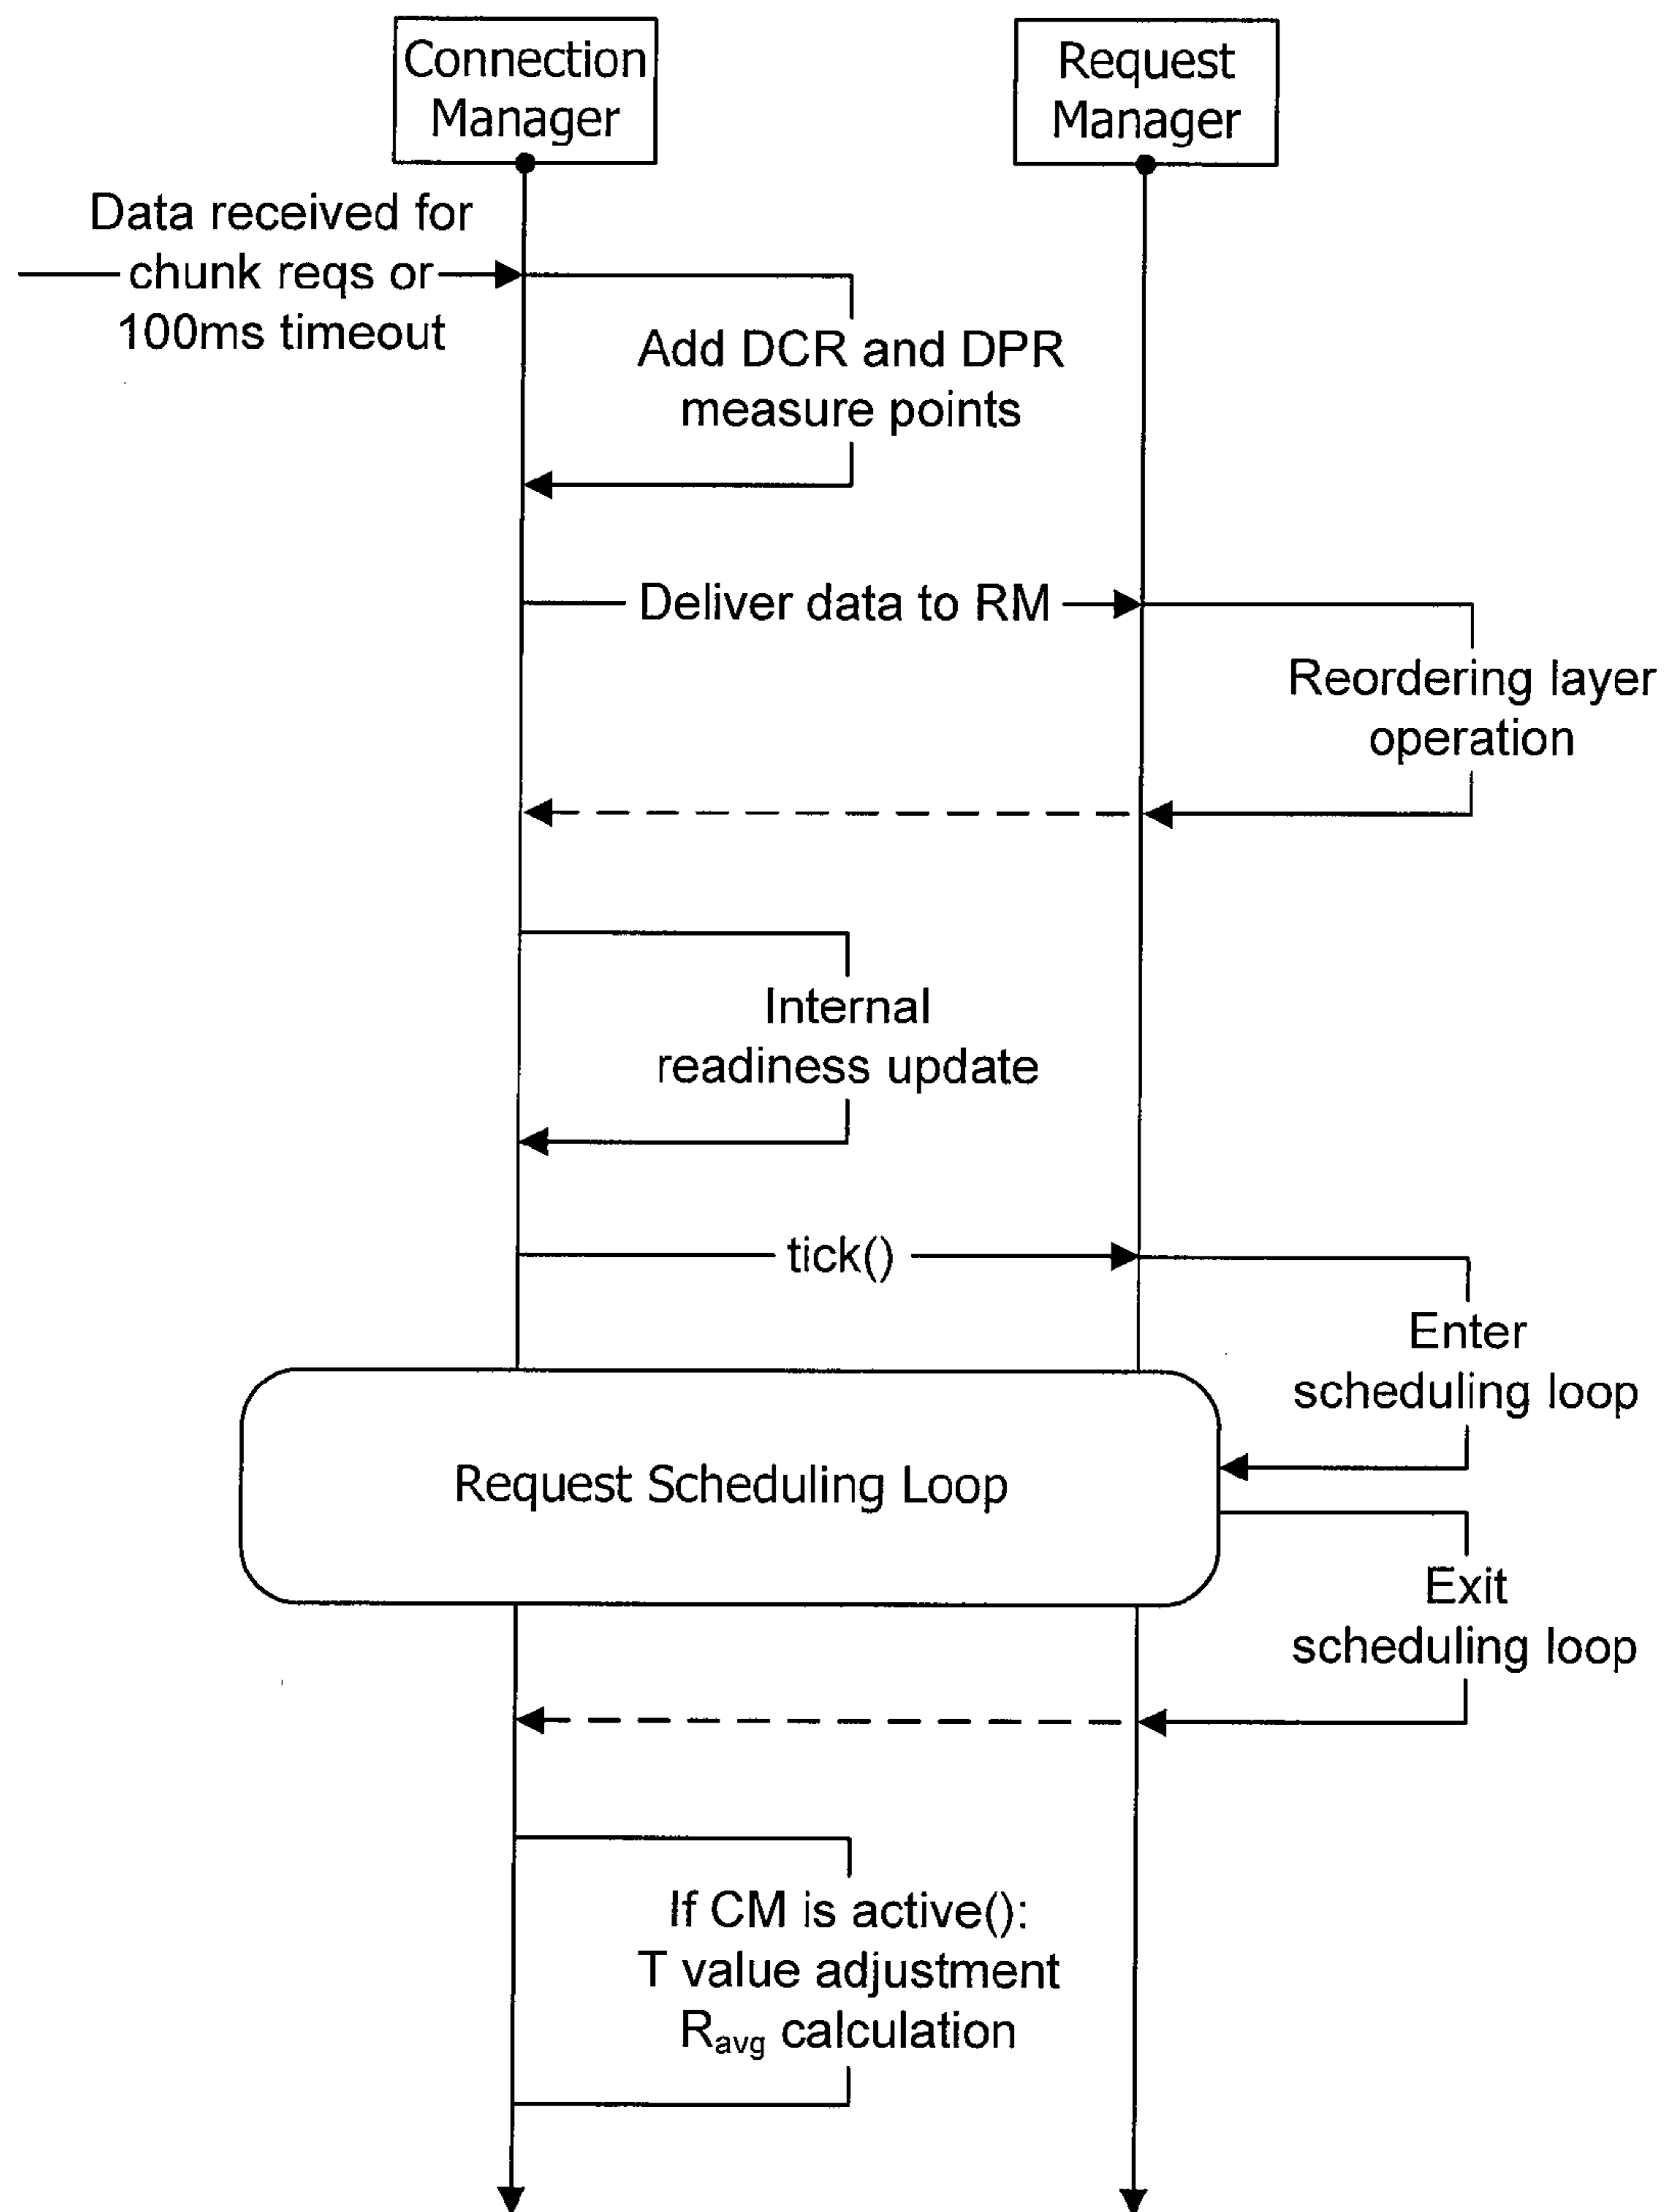 Connection
Manager
Request
Manager
Data received for
chunk reqs or
100ms timeout
Add DCR and DPR
measure points
Deliver data to RM
Reordering layer
operation
Internal
readiness update
tick()
Enter
scheduling loop
Request Scheduling Loop
Exit
scheduling loop
If CM is active():
T value adjustment
Ravg calculation